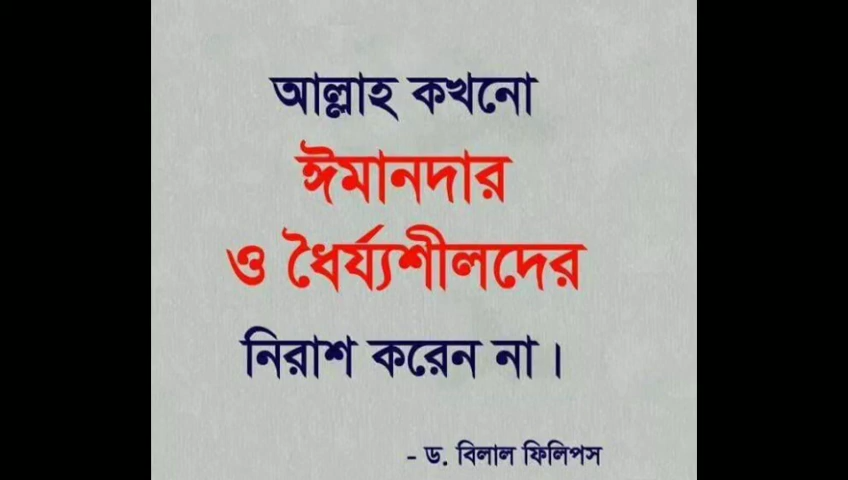 আল্লাহ কখনো
ঈমানদার
ও ধৈর্য্যশীলদের
নিরাশ করেন না।
- ড. বিলাল ফিলিপস